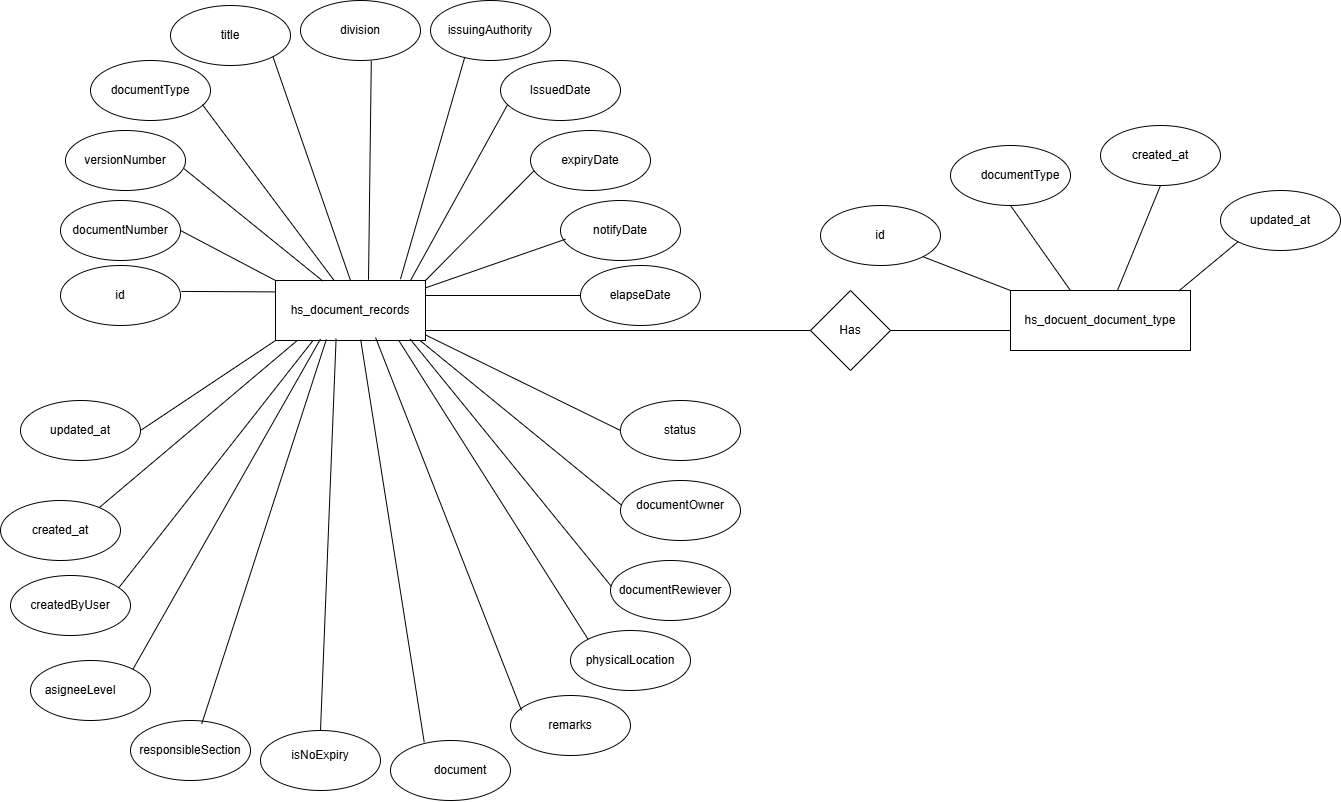 title
division
issuingAuthority
documentType
IssuedDate
versionNumber
expiryDate
documentNumber
notifyDate
id
elapseDate
hs_document_records
Has
id
documentType
created_at
updated_at
hs_docuent_document_type
updated_at
status
created_at
documentOwner
createdByUser
documentRewiever
asigneeLevel
physicalLocation
responsibleSection
isNoExpiry
document
remarks